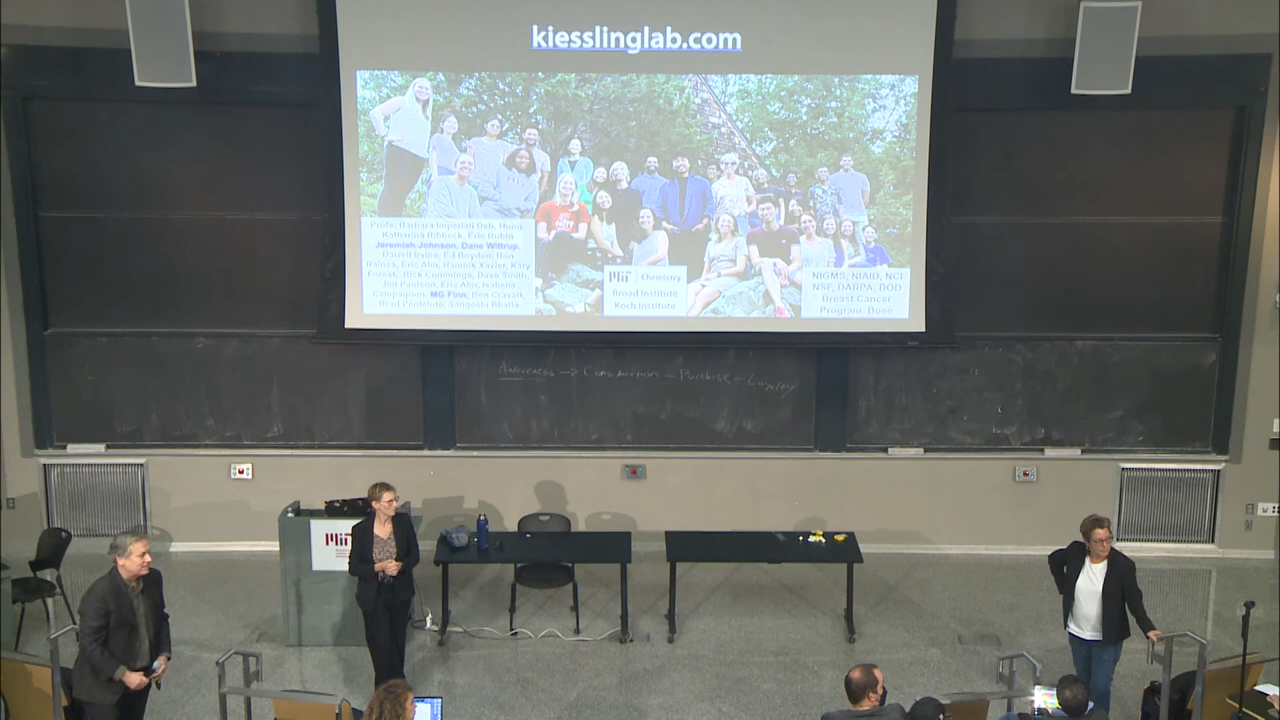 kiesslinglab.com
Profs: Barbara Imperiali Deb, Hung,
Katharina Ribbeck, Eric Rubin
Jeremiah Johnson, Dane Wittrup,
Darrell Irvine, Ed Boyden, Ron
Raines, Eric Alm, Ramnik Xavier, Katy
Forest, Rick Cummings, Dave Smith,
Jim Paulson, Eric Alm, Isabelle
MG Finn, Ben Cravatt,
Brad Pentelute, Sangeeta Bhatia
MIT Chemistry
Broad Institute
Koch Institute
NIGMS, NIAID, NCI
NSF, DARPA, DOD
Breast Cancer
Program, Dose
Awareness → Consideration - Purchase - Loyalty
MIT